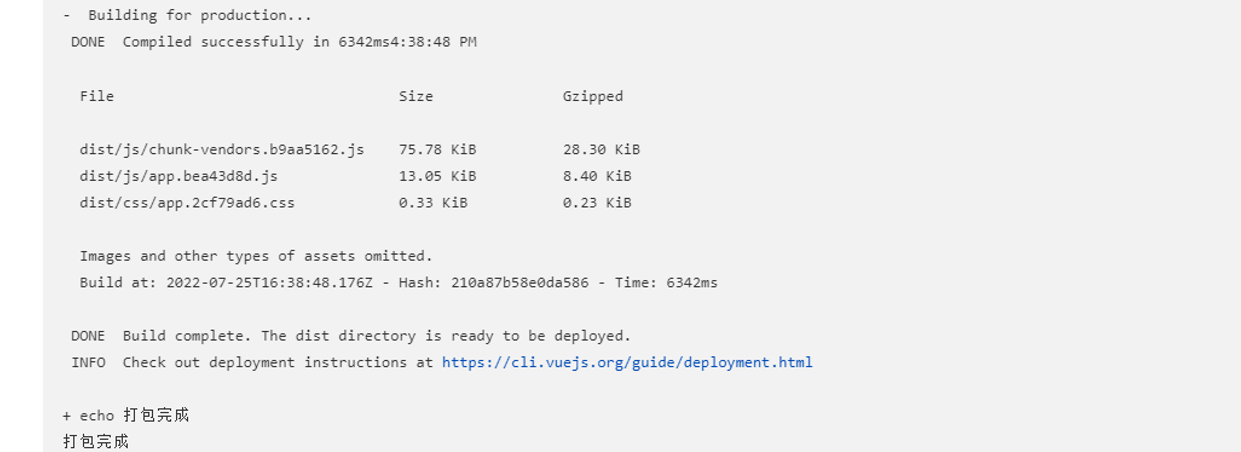 -  Building for production...
DONE  Compiled successfully in 6342ms4:38:48 PM
File  Size  Gzipped
dist/js/chunk-vendors.b9aa5162.js  75.78 KiB  28.30 KiB
dist/js/app.bea43d8d.js  13.05 KiB  8.40 KiB
dist/css/app.2cf79ad6.css  0.33 KiB  0.23 KiB
Images and other types of assets omitted.
Build at: 2022-07-25T16:38:48.176Z - Hash: 210a87b58e0da586 - Time: 6342ms
DONE  Build complete. The dist directory is ready to be deployed.
INFO  Check out deployment instructions at https://cli.vuejs.org/guide/deployment.html
+ echo 打包完成
打包完成